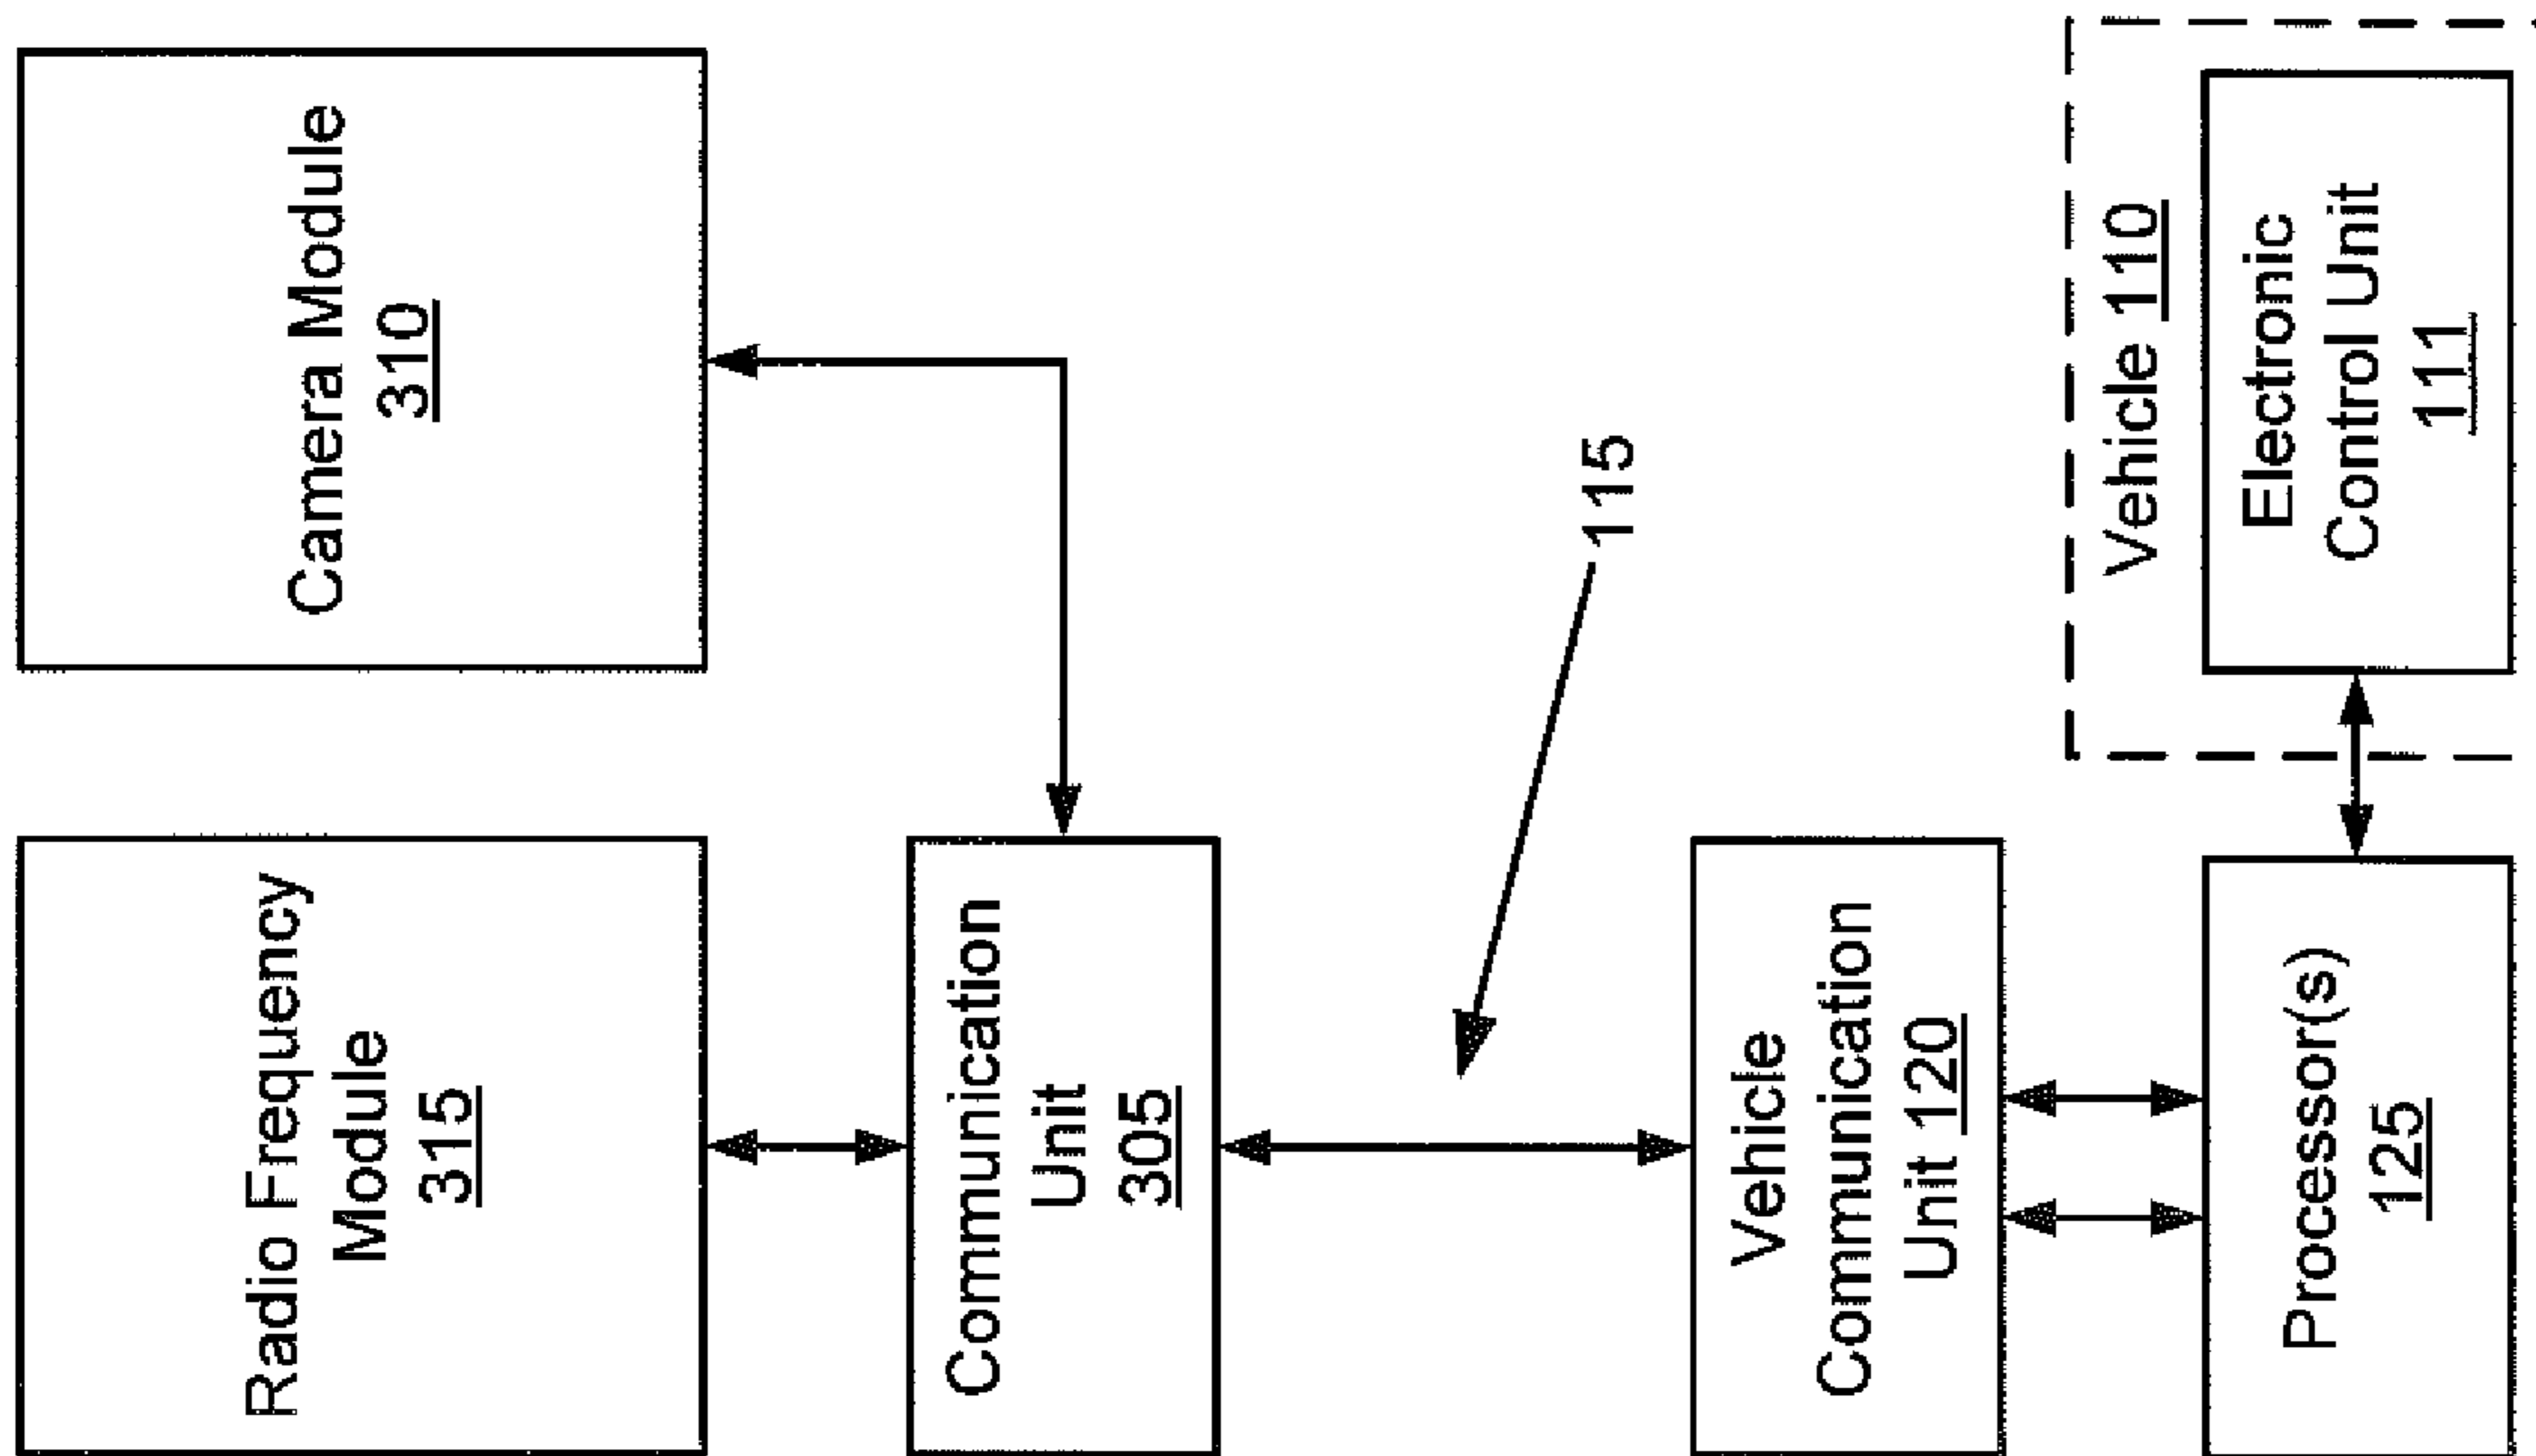 Radio Frequency
Module
315
Camera Module
310
Communication
Unit
305
115
Vehicle
Communication
Unit 120
Vehicle 110
Processor(s)
125
Electronic
Control Unit
111